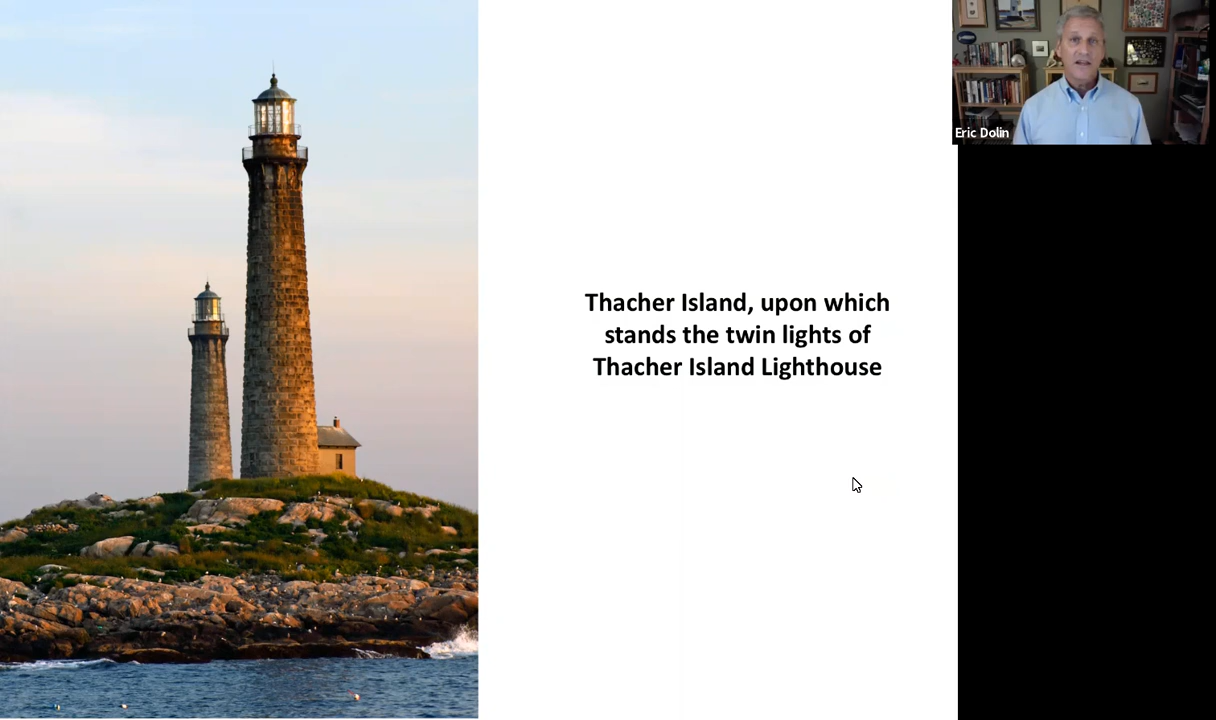 Thacher Island, upon which
stands the twin lights of
Thacher Island Lighthouse
Eric Dolin